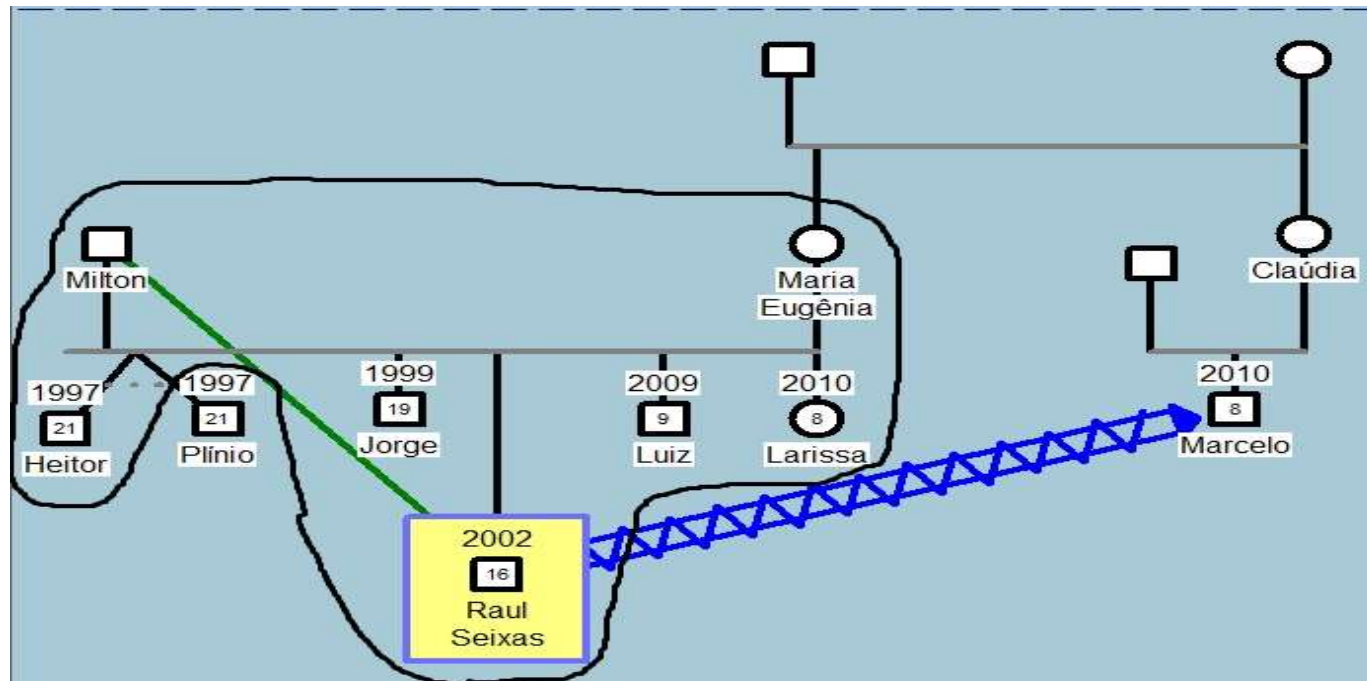 Milton
Maria
Eugênia
Claúdia
1997
21
Heitor
1997
21
Plínio
1999
19
Jorge
2009
9
Luiz
2010
8
Larissa
2010
8
Marcelo
2002
16
Raul
Seixas